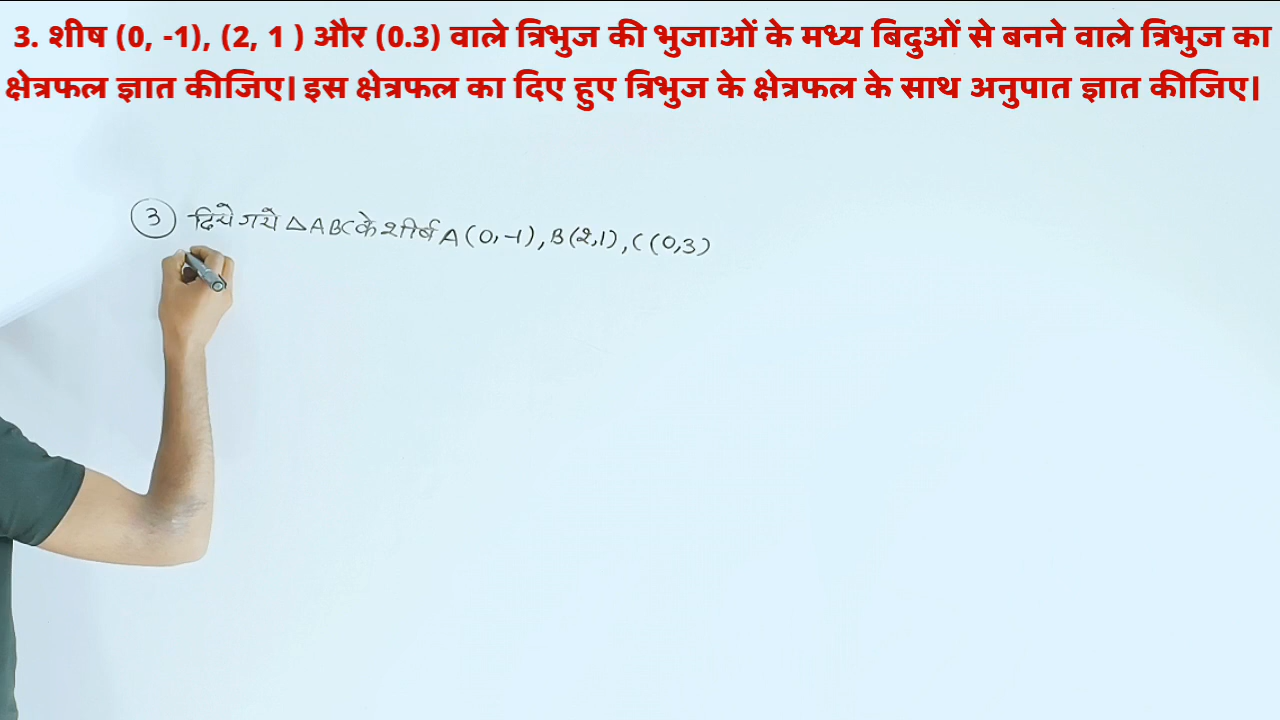 3. शीष (0, -1), (2, 1 ) और (0.3) वाले त्रिभुज की भुजाओं के मध्य बिदुओं से बनने वाले त्रिभुज का
क्षेत्रफल ज्ञात कीजिए। इस क्षेत्रफल का दिए हुए त्रिभुज के क्षेत्रफल के साथ अनुपात ज्ञात कीजिए।
3 दिये गये △ABC के शीर्ष A(0,-1), B(2,1), C(0,3)